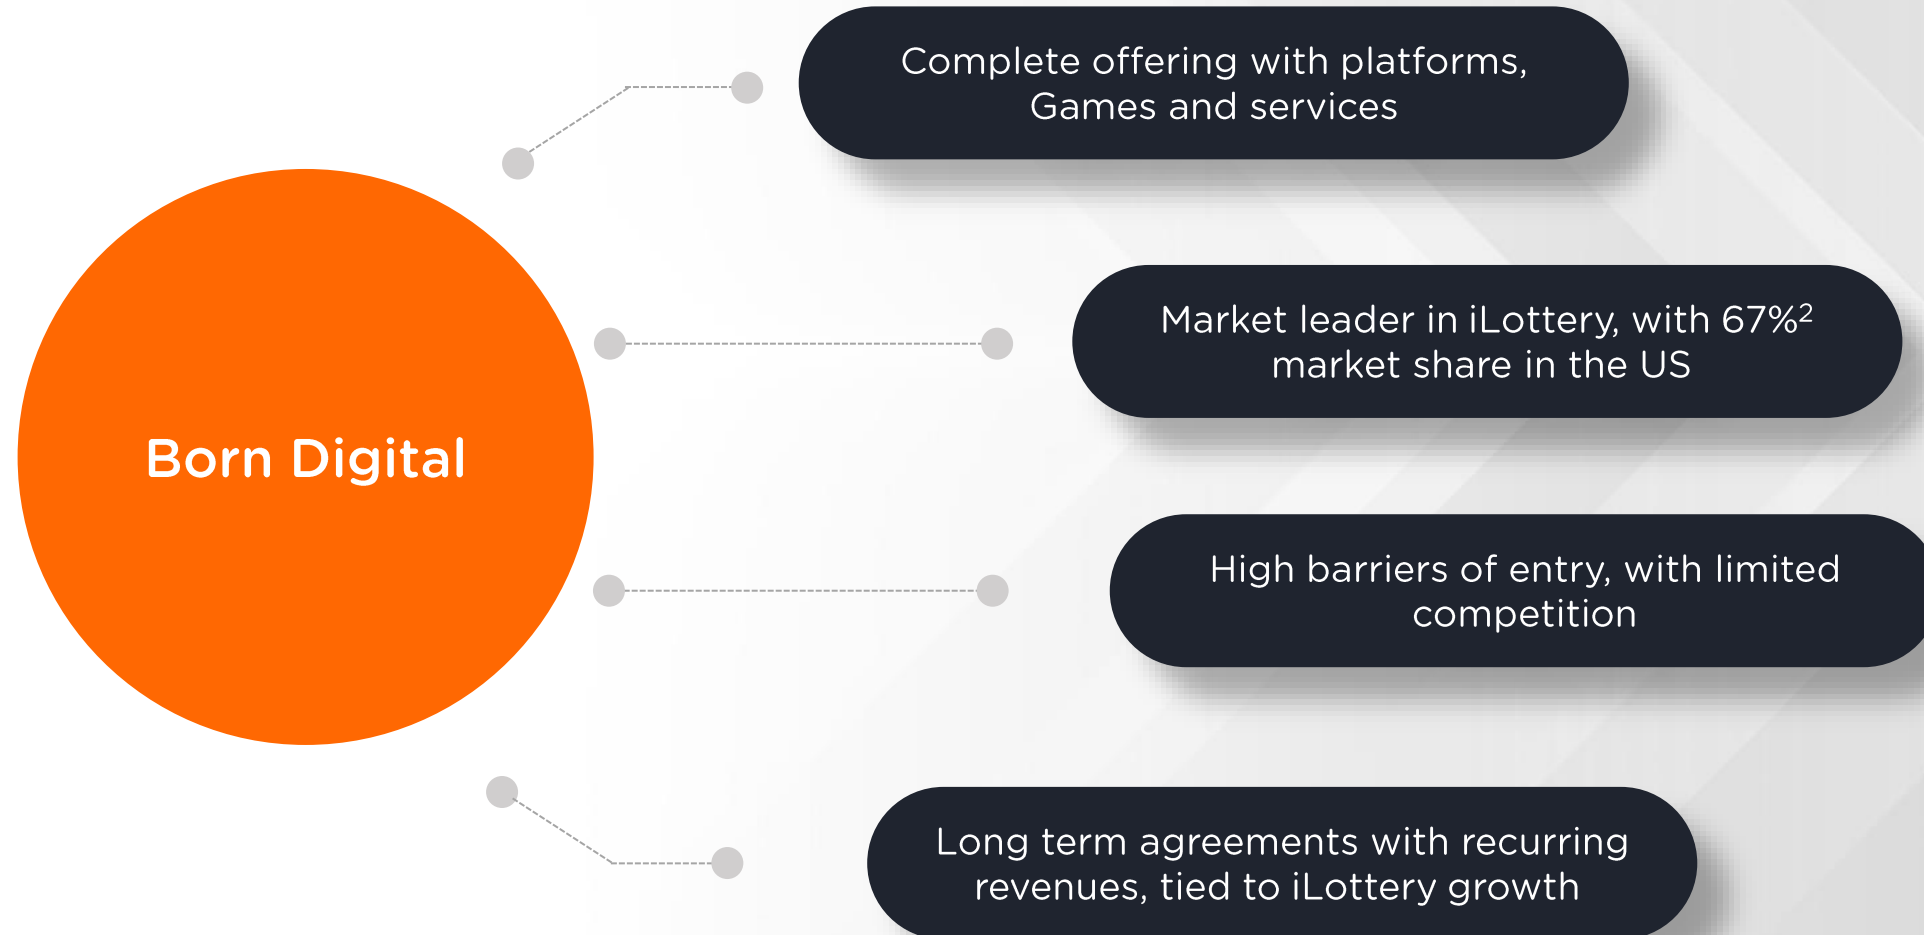 Complete offering with platforms,
Games and services
Market leader in iLottery, with 67%²
market share in the US
Born Digital
High barriers of entry, with limited
competition
Long term agreements with recurring
revenues, tied to iLottery growth